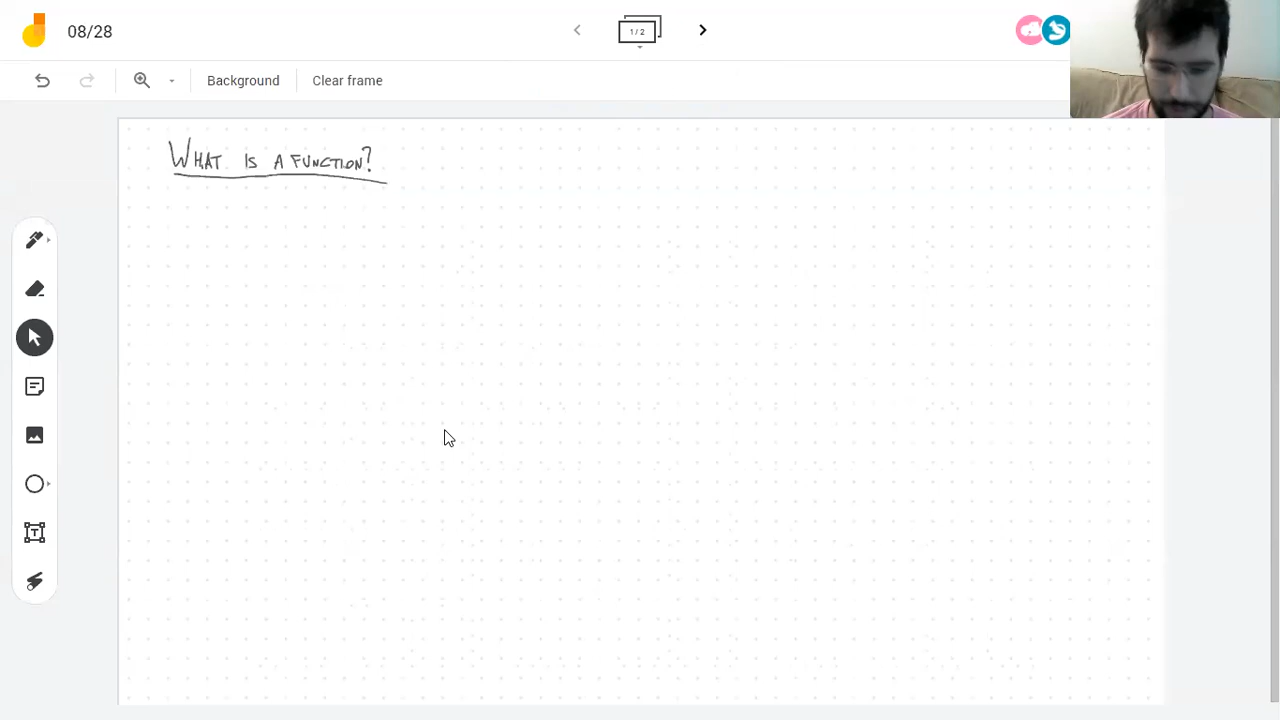 08/28
1 / 2
Background
Clear frame
WHAT IS A FUNCTION?